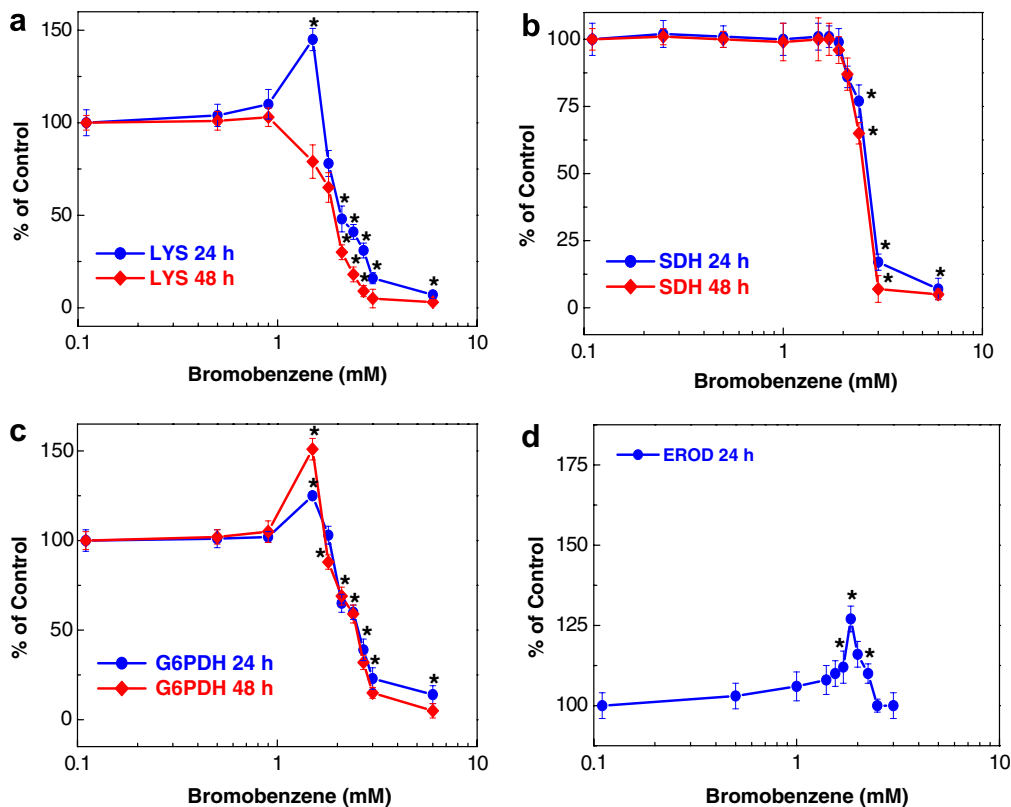 a
150
100
50
0
% of Control
LYS 24 h
LYS 48 h
* * * * * * * * * *
0.1 1 10
Bromobenzene (mM)
b
100
75
50
25
0
% of Control
SDH 24 h
SDH 48 h
* * * * *
0.1 1 10
Bromobenzene (mM)
c
150
100
50
0
% of Control
G6PDH 24 h
G6PDH 48 h
* * * * * * * *
0.1 1 10
Bromobenzene (mM)
d
175
150
125
100
% of Control
EROD 24 h
* * *
0.1 1 10
Bromobenzene (mM)